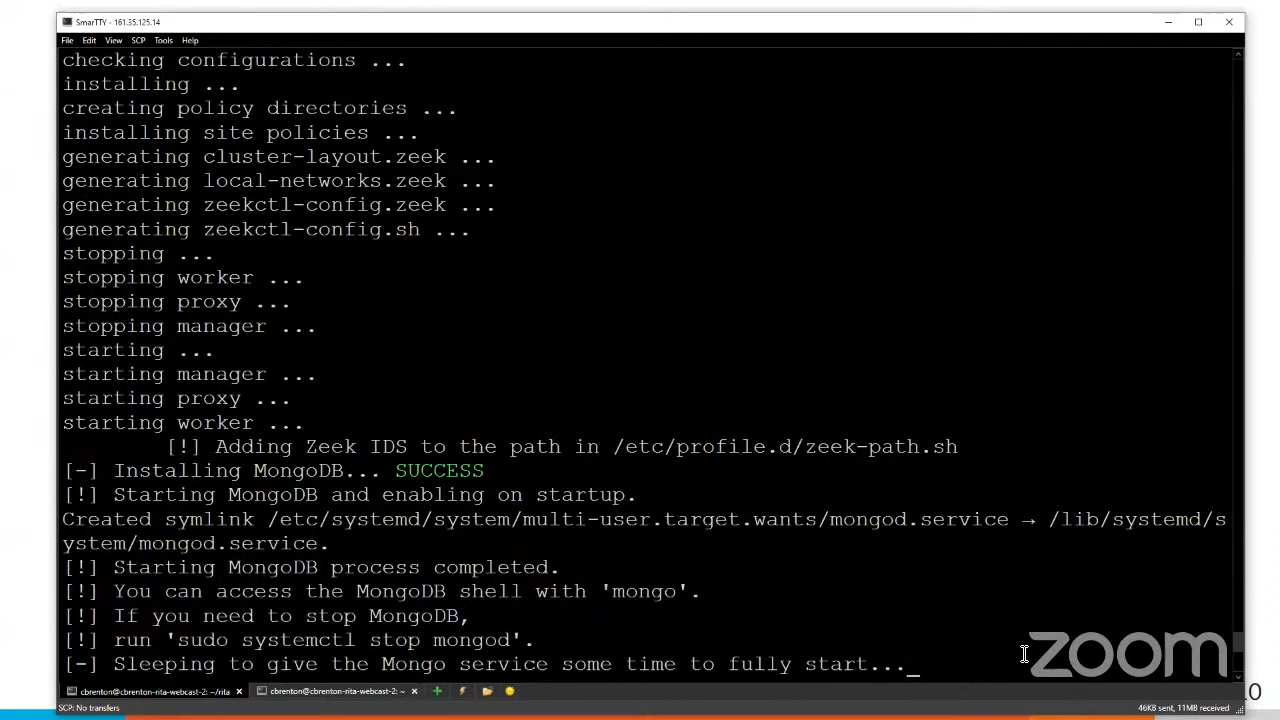 SmarTTY - 161.35.125.14
File Edit View SCP Tools Help
checking configurations ...
installing ...
creating policy directories ...
installing site policies ...
generating cluster-layout.zeek ...
generating local-networks.zeek ...
generating zeekctl-config.zeek ...
generating zeekctl-config.sh ...
stopping ...
stopping worker ...
stopping proxy ...
stopping manager ...
starting ...
starting manager ...
starting proxy ...
starting worker ...
[!] Adding Zeek IDS to the path in /etc/profile.d/zeek-path.sh
[-] Installing MongoDB... SUCCESS
[!] Starting MongoDB and enabling on startup.
Created symlink /etc/systemd/system/multi-user.target.wants/mongod.service → /lib/systemd/s
ystem/mongod.service.
[!] Starting MongoDB process completed.
[!] You can access the MongoDB shell with 'mongo'.
[!] If you need to stop MongoDB,
[!] run 'sudo systemctl stop mongod'.
[-] Sleeping to give the Mongo service some time to fully start..._
zoom
cbrenton@cbrenton-rita-webcast-2: ~/rita cbrenton@cbrenton-rita-webcast-2: ~
SCP: No transfers 46KB sent, 11MB received